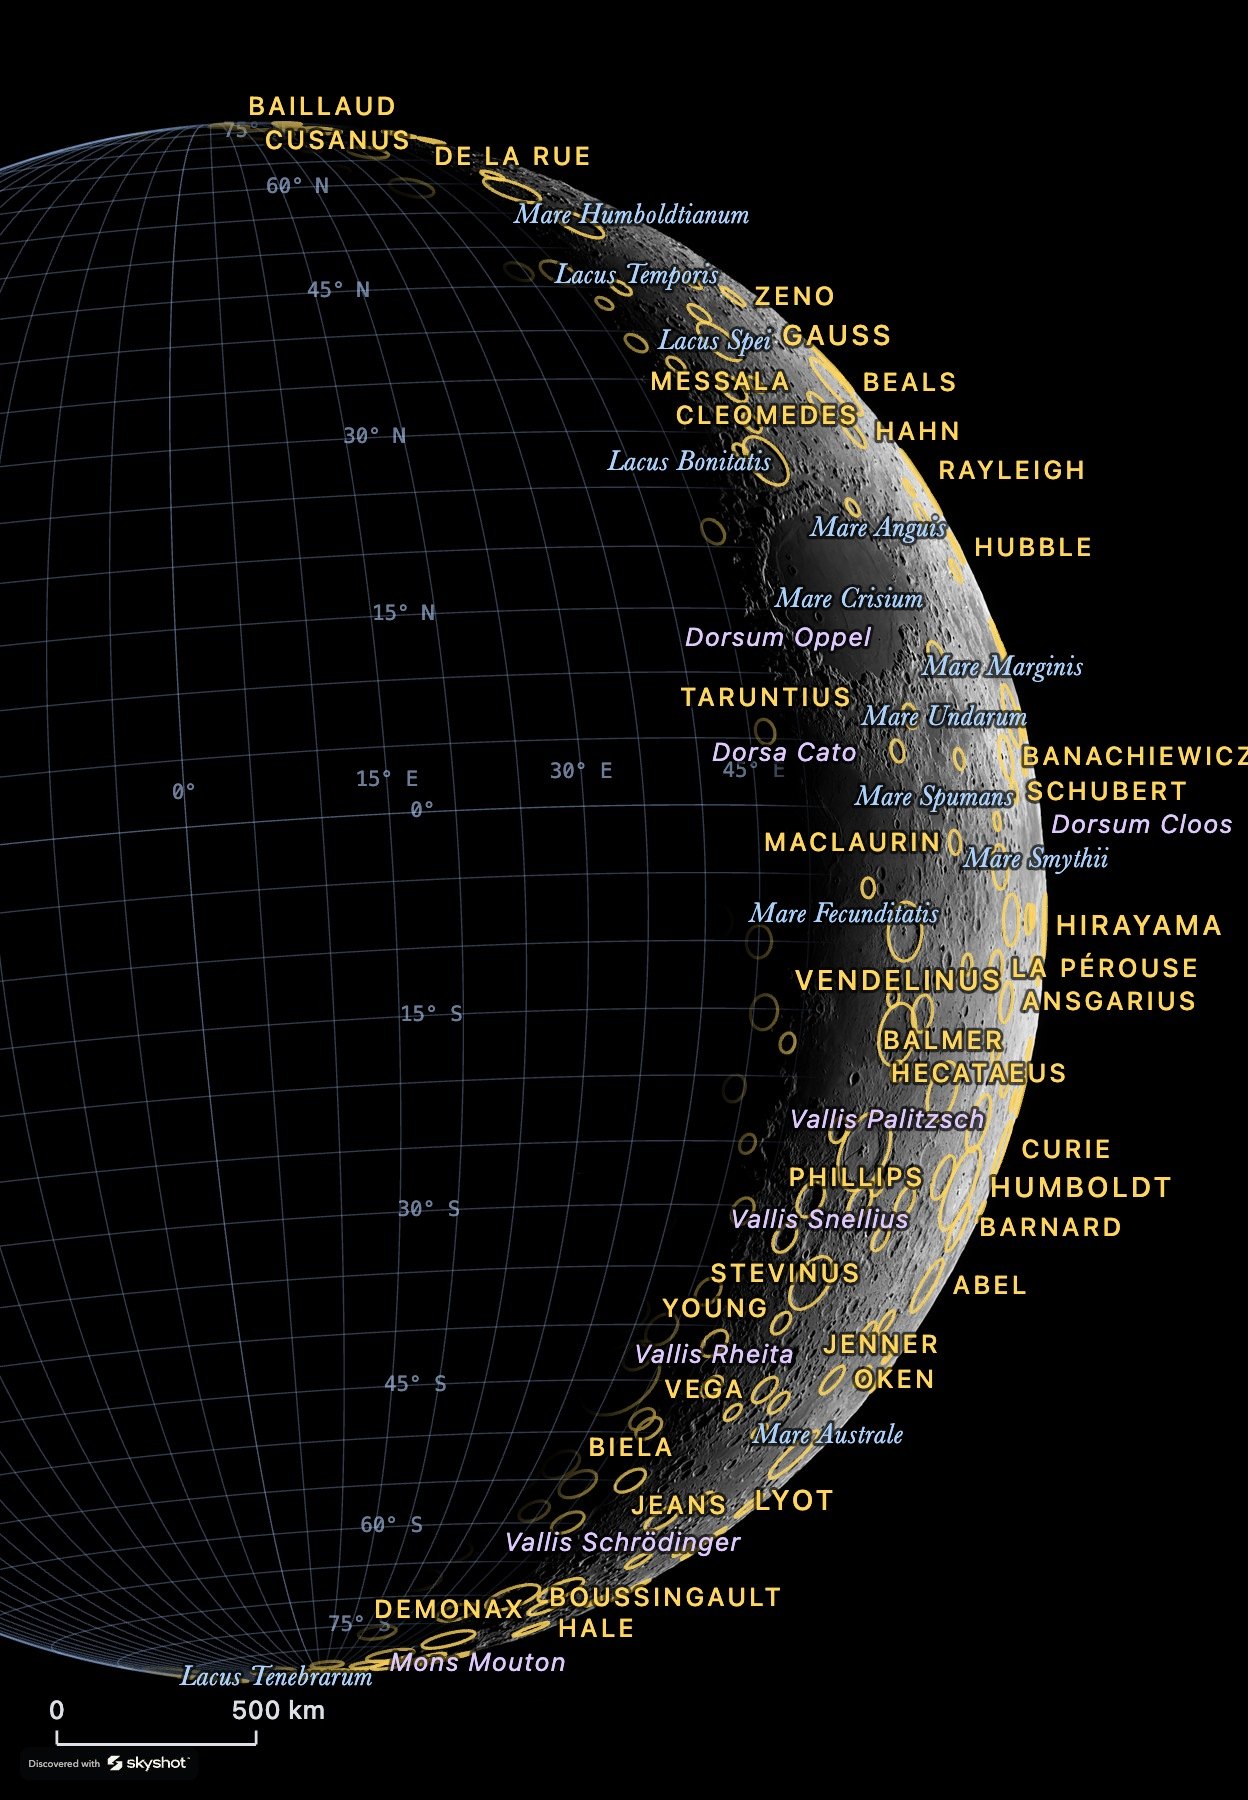 BAILLAUD
75°
CUSANUS
DE LA RUE
60° N
Mare Humboldtianum
Lacus Temporis
45° N
ZENO
GAUSS
Lacus Spei
MESSALA
BEALS
CLEOMEDES
HAHN
30° N
Lacus Bonitatis
RAYLEIGH
Mare Anguis
HUBBLE
Mare Crisium
15° N
Dorsum Oppel
Mare Marginis
TARUNTIUS
Mare Undarum
Dorsa Cato
BANACHIEWICZ
45° E
30° E
15° E
0°
SCHUBERT
Mare Spumans
0°
Dorsum Cloos
MACLAURIN
Mare Smythii
Mare Fecunditatis
HIRAYAMA
LA PÉROUSE
VENDELINUS
ANSGARIUS
15° S
BALMER
HECATAEUS
Vallis Palitzsch
CURIE
PHILLIPS
HUMBOLDT
30° S
Vallis Snellius
BARNARD
STEVINUS
ABEL
YOUNG
JENNER
Vallis Rheita
OKEN
45° S
VEGA
Mare Australe
BIELA
LYOT
JEANS
60° S
Vallis Schrödinger
BOUSSINGAULT
DEMONAX
75° S
HALE
Mons Mouton
Lacus Tenebrarum
0 500 km
Discovered with skyshot